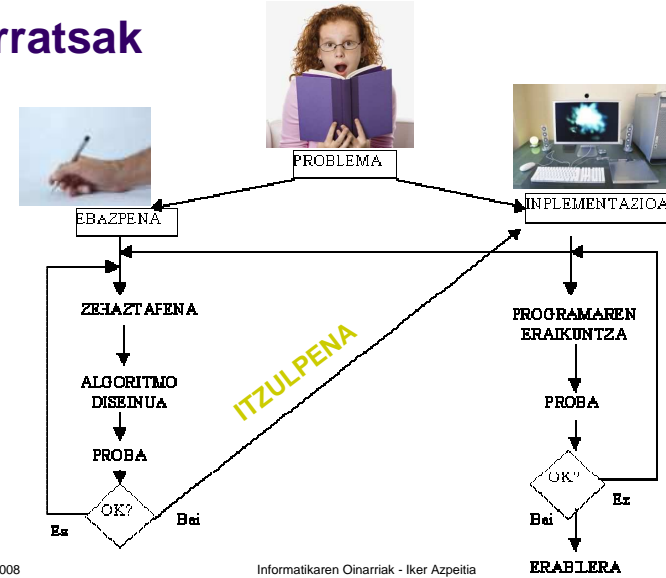 rratsak
PROBLEMA
EBAZPENA
INPLEMENTAZIOA
ZEHAZTAPENA
ALGORITMO
DISEINUA
PROBA
OK?
Ez
Bai
ITZULPENA
PROGRAMAREN
ERAIKUNTZA
PROBA
OK?
Ez
Bai
ERABILERA
008
Informatikaren Oinarriak - Iker Azpeitia